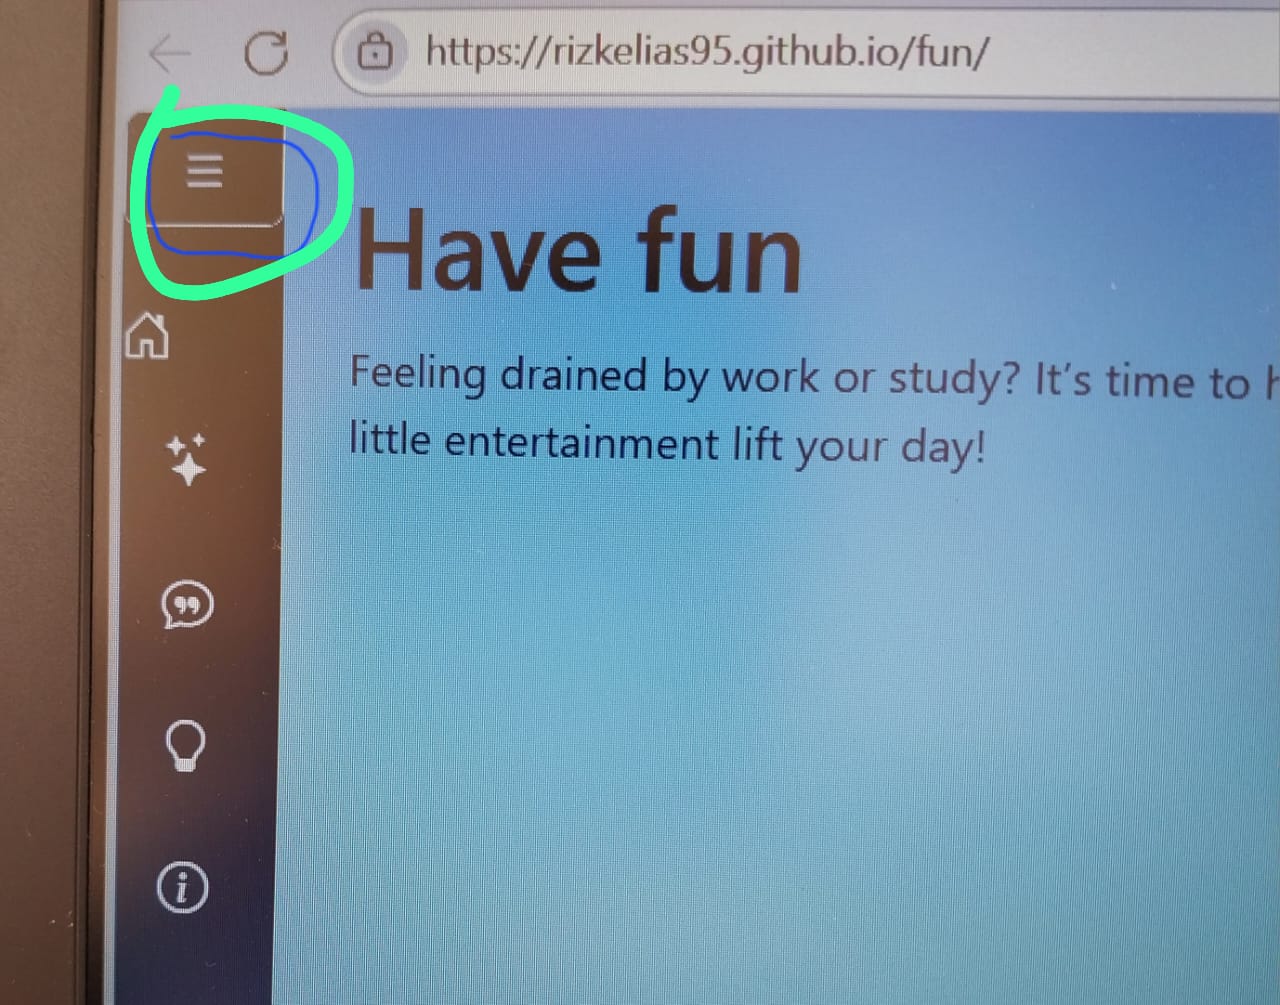 https://rizkelias95.github.io/fun/
Have fun
Feeling drained by work or study? It's time to
little entertainment lift your day!